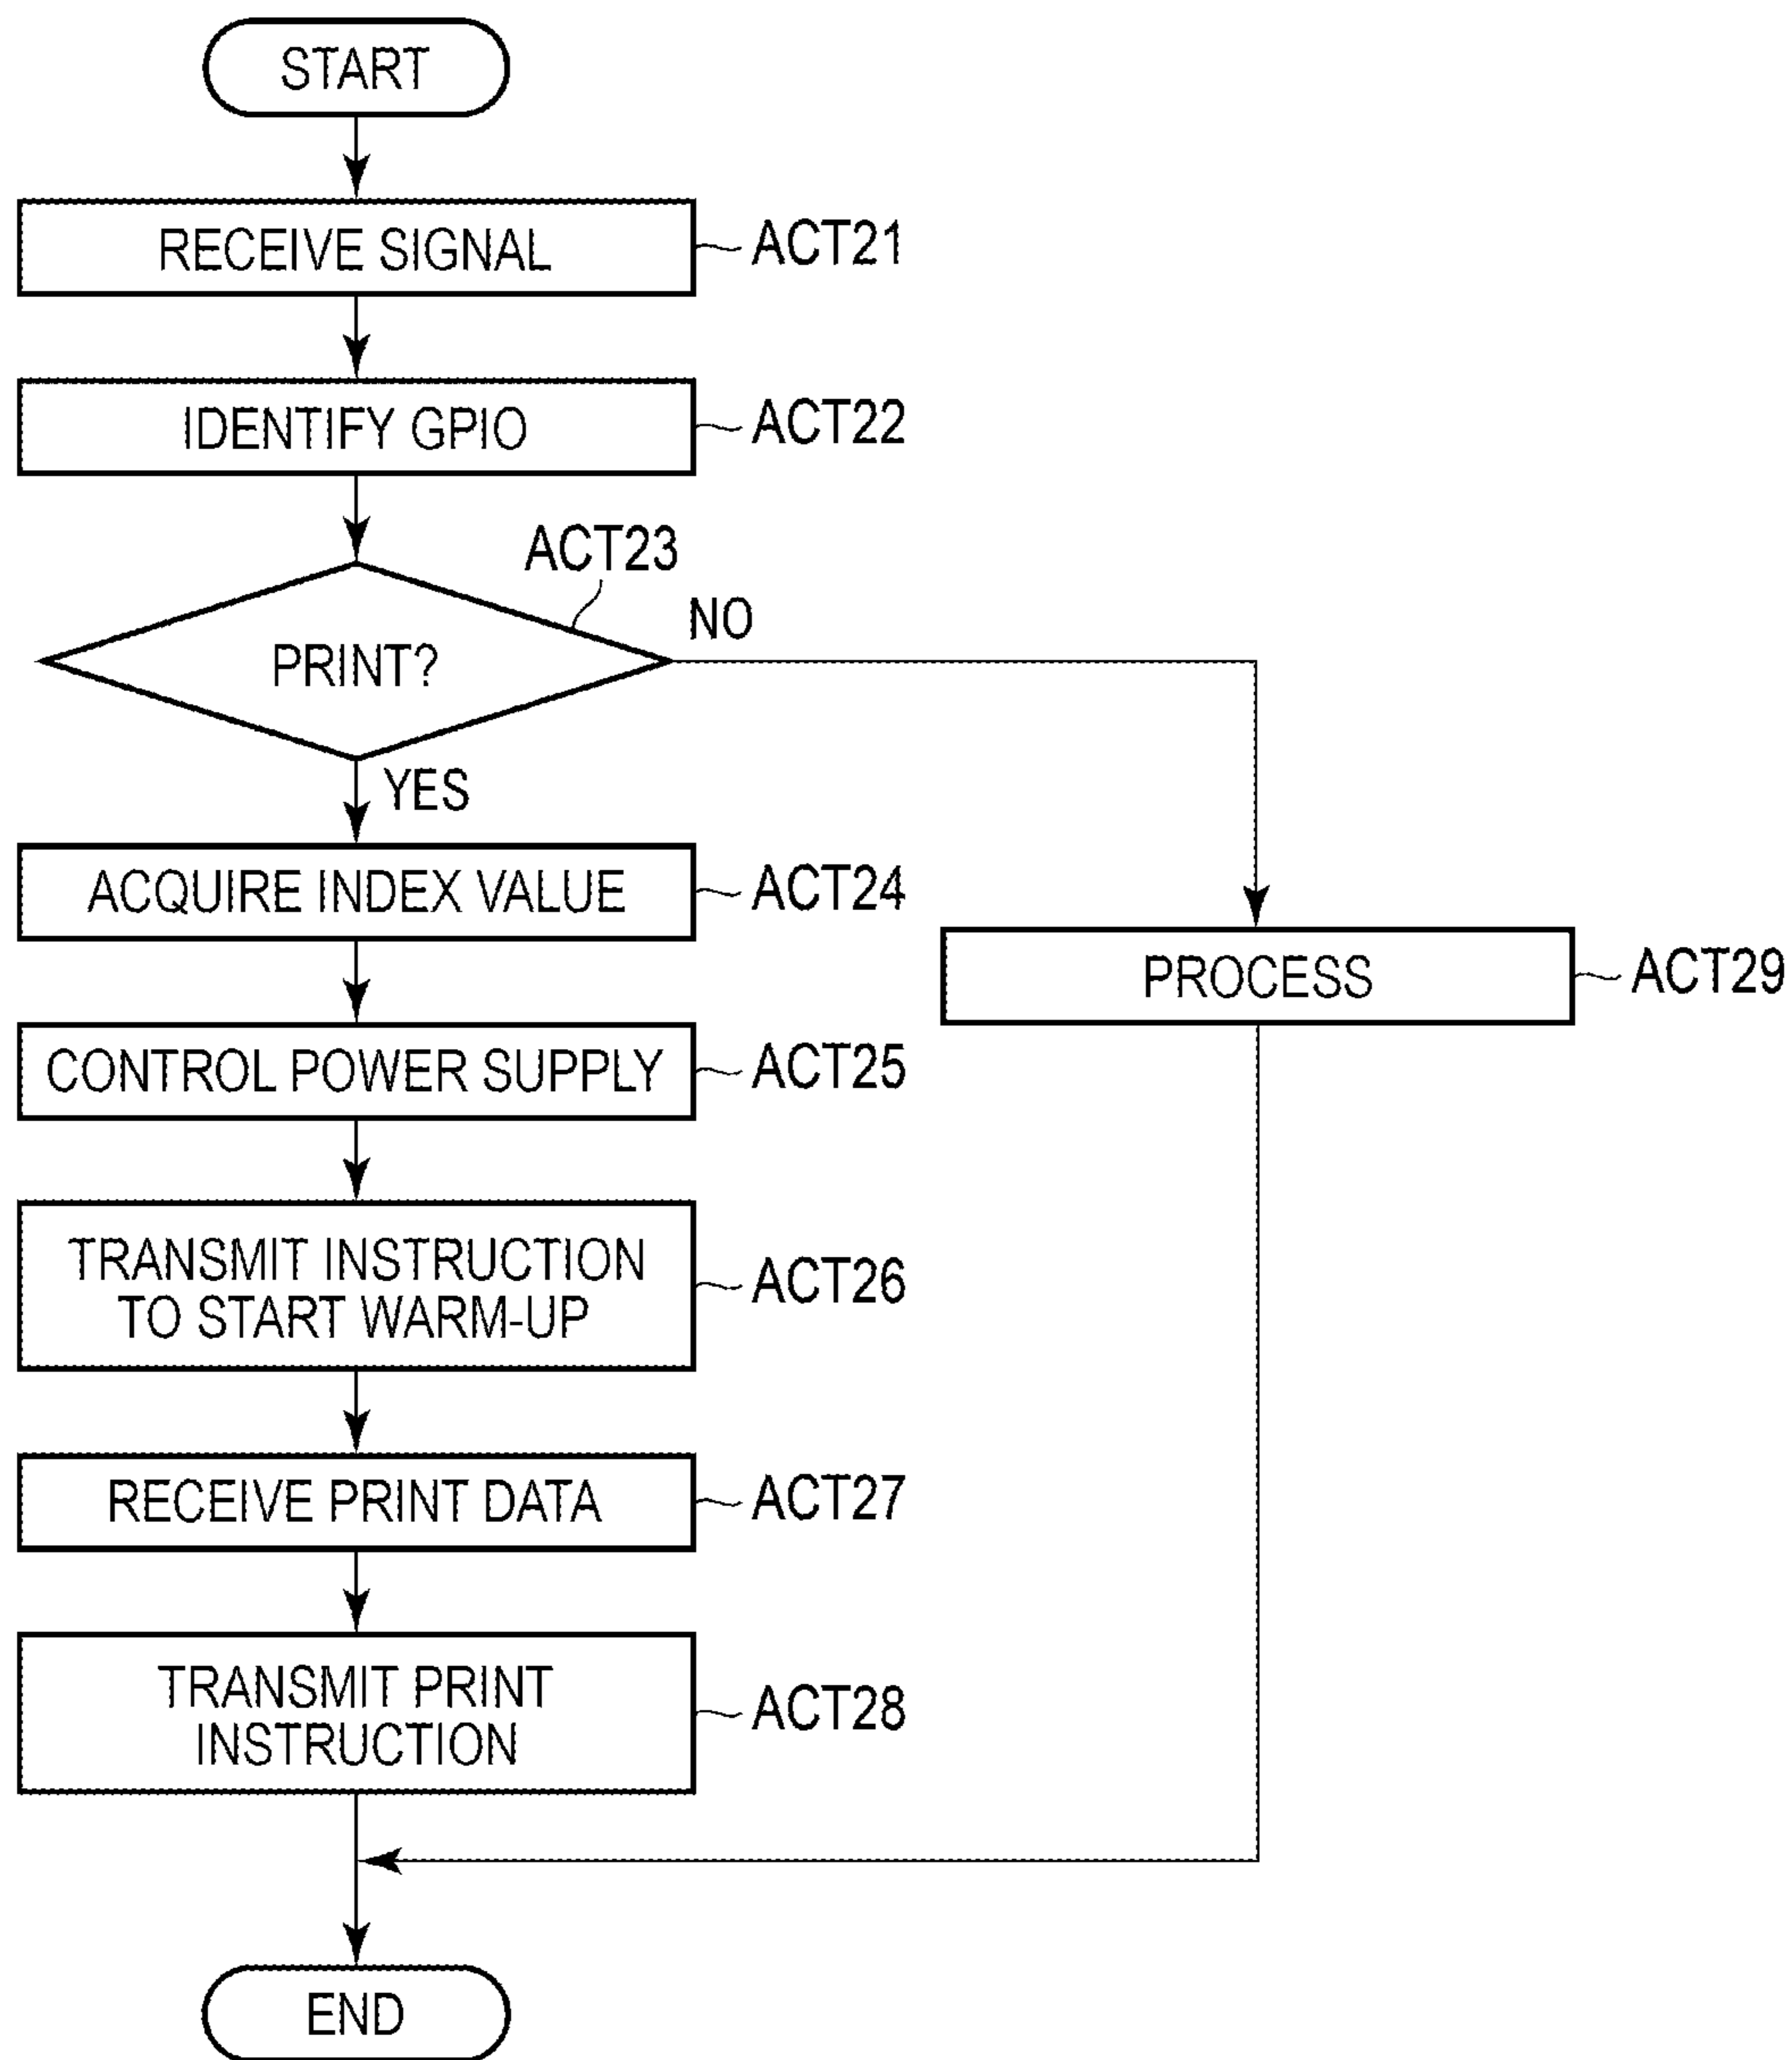 START
RECEIVE SIGNAL
ACT21
IDENTIFY GPIO
ACT22
ACT23
PRINT?
NO
YES
ACQUIRE INDEX VALUE
ACT24
PROCESS
ACT29
CONTROL POWER SUPPLY
ACT25
TRANSMIT INSTRUCTION
TO START WARM-UP
ACT26
RECEIVE PRINT DATA
ACT27
TRANSMIT PRINT
INSTRUCTION
ACT28
END